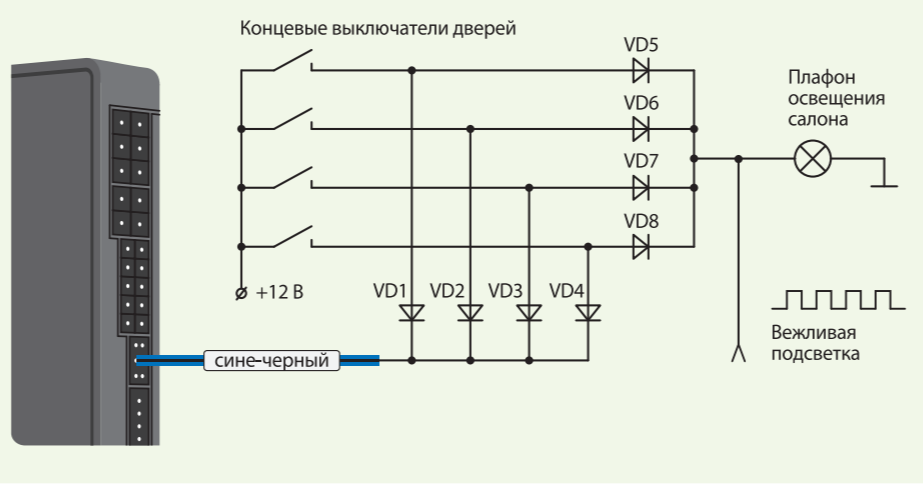 Концевые выключатели дверей
VD5
VD6
VD7
VD8
Плафон
освещения
салона
+12 В
VD1
VD2
VD3
VD4
сине-черный
Вежливая
подсветка